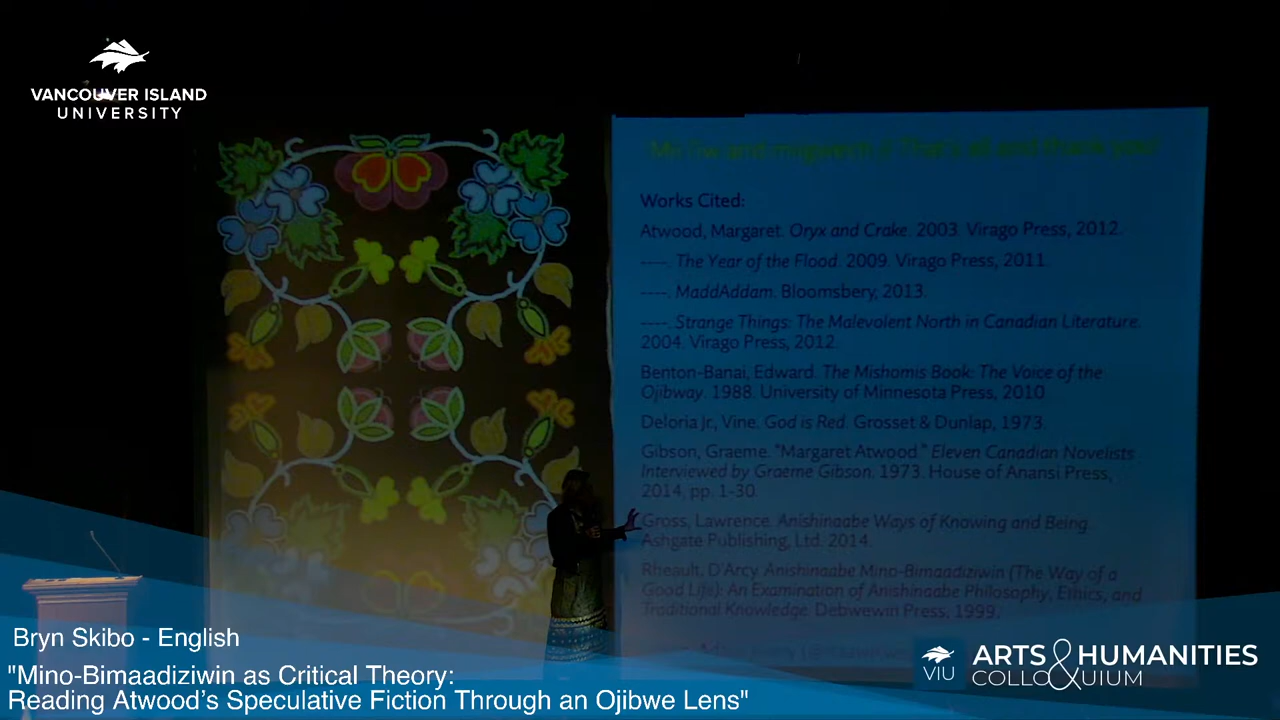 VANCOUVER ISLAND
UNIVERSITY
That's all and thank you!
Works Cited:
Atwood, Margaret. Oryx and Crake. 2003. Virago Press, 2012.
----. The Year of the Flood. 2009. Virago Press, 2011.
----. MaddAddam. Bloomsbery, 2013.
----. Strange Things: The Malevolent North in Canadian Literature.
2004. Virago Press, 2012.
Benton-Banai, Edward. The Mishomis Book: The Voice of the
Ojibway. 1988. University of Minnesota Press, 2010
Deloria Jr., Vine. God is Red. Grosset & Dunlap, 1973.
Gibson, Graeme. "Margaret Atwood." Eleven Canadian Novelists
Interviewed by Graeme Gibson. 1973. House of Anansi Press,
2014, pp. 1-30.
Gross, Lawrence. Anishinaabe Ways of Knowing and Being.
Ashgate Publishing, Ltd. 2014.
Rheault, D'Arcy. Anishinaabe Mino-Bimaadiziwin (The Way of a
Good Life): An Examination of Anishinaabe Philosophy, Ethics, and
Traditional Knowledge. Debwewin Press, 1999.
Bryn Skibo - English
"Mino-Bimaadiziwin as Critical Theory:
Reading Atwood's Speculative Fiction Through an Ojibwe Lens"
VIU
ARTS & HUMANITIES
COLLOQUIUM